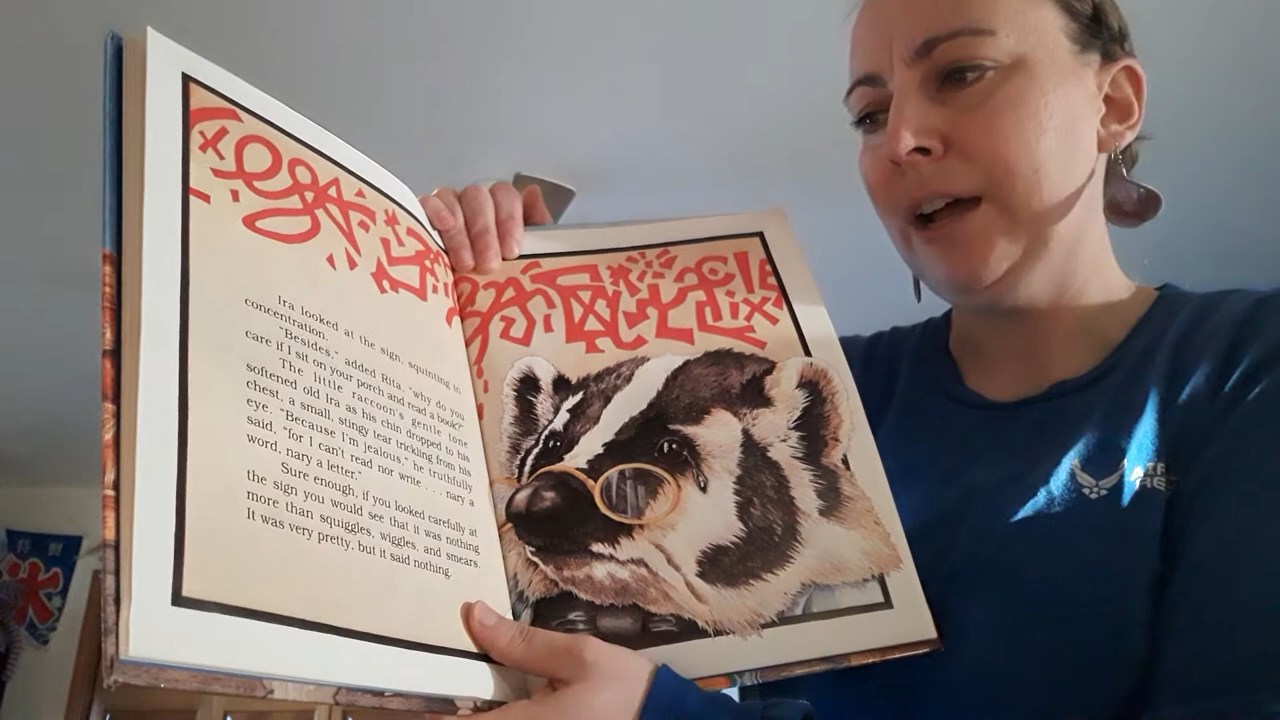 Ira looked at the sign, squinting in
concentration.
"Besides," added Rita, "why do you
care if I sit on your porch and read a book?"
The little raccoon's gentle tone
softened old Ira as his chin dropped to his
chest, a small, stingy tear trickling from his
eye. "Because I'm jealous," he truthfully
said, "for I can't read nor write . . . nary a
word, nary a letter."
Sure enough, if you looked carefully at
the sign you would see that it was nothing
more than squiggles, wiggles, and smears.
It was very pretty, but it said nothing.
氷